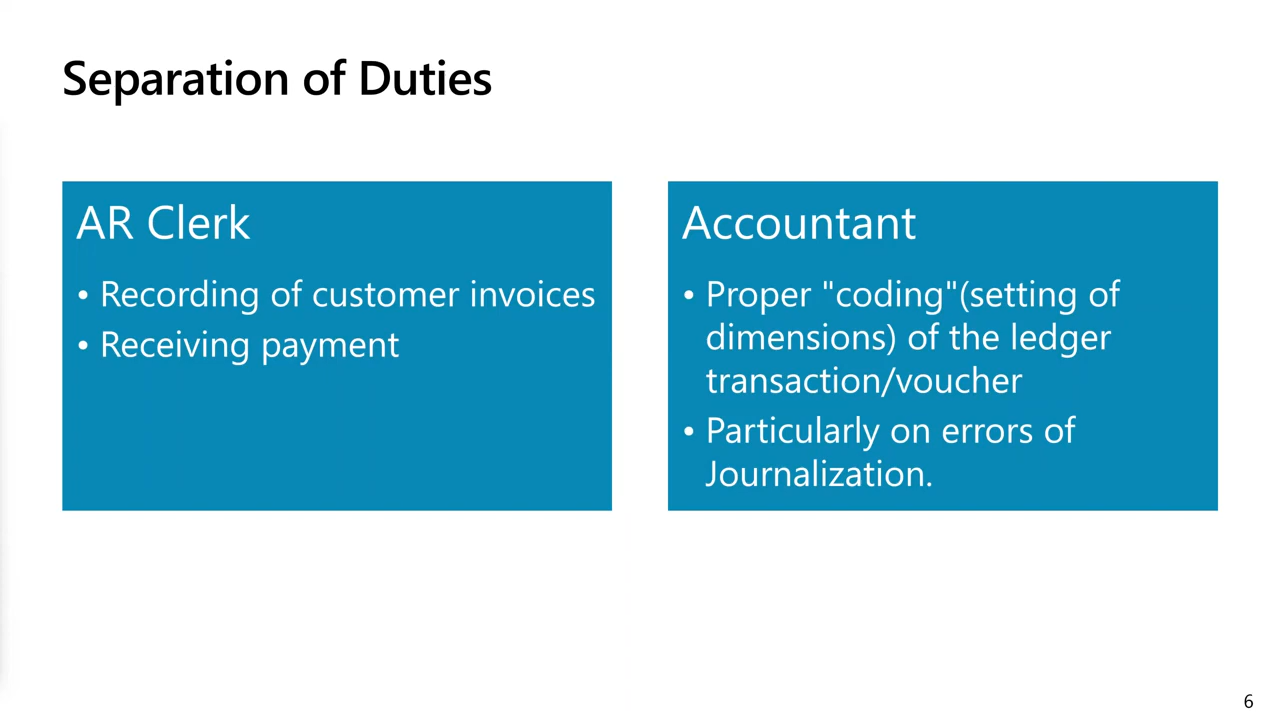 Separation of Duties
AR Clerk
• Recording of customer invoices
• Receiving payment
Accountant
• Proper "coding"(setting of
dimensions) of the ledger
transaction/voucher
• Particularly on errors of
Journalization.
6